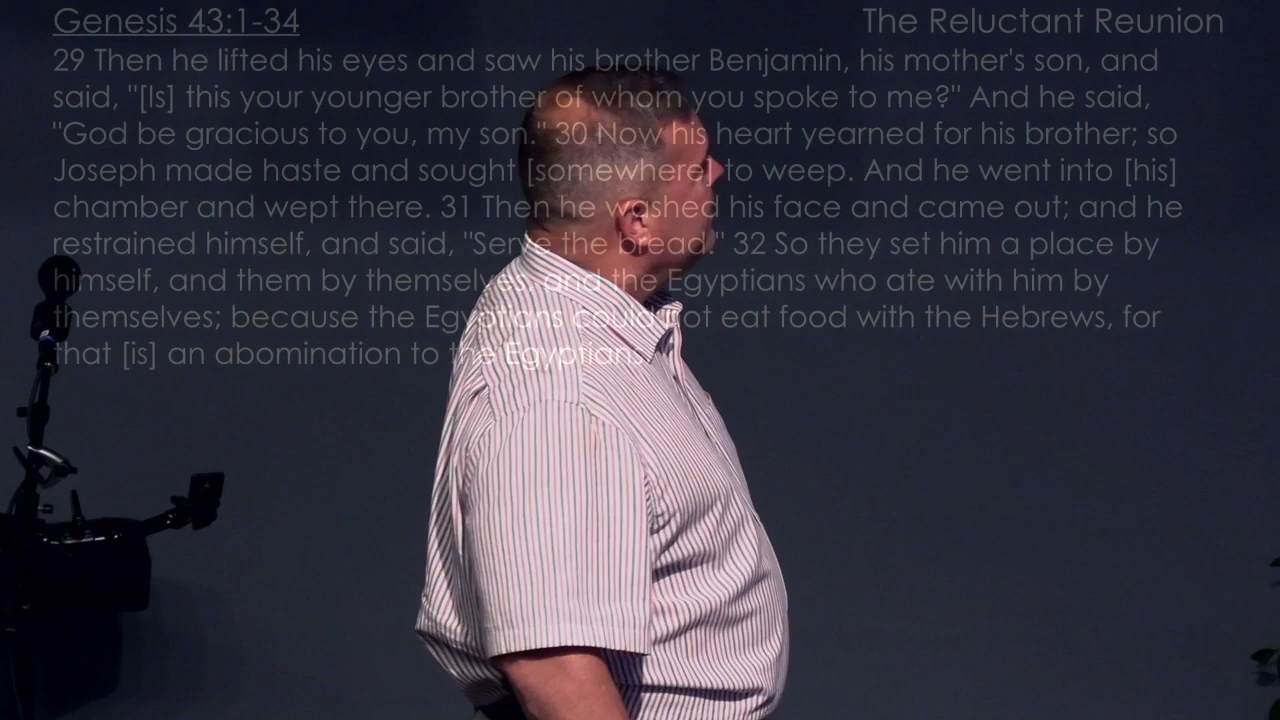 Genesis 43:1-34 The Reluctant Reunion
29 Then he lifted his eyes and saw his brother Benjamin, his mother's son, and
said, "[Is] this your younger brother of whom you spoke to me?" And he said,
"God be gracious to you, my son." 30 Now his heart yearned for his brother; so
Joseph made haste and sought [somewhere] to weep. And he went into [his]
chamber and wept there. 31 Then he washed his face and came out; and he
restrained himself, and said, "Serve the bread." 32 So they set him a place by
himself, and them by themselves, and the Egyptians who ate with him by
themselves; because the Egyptians could not eat food with the Hebrews, for
that [is] an abomination to the Egyptians.